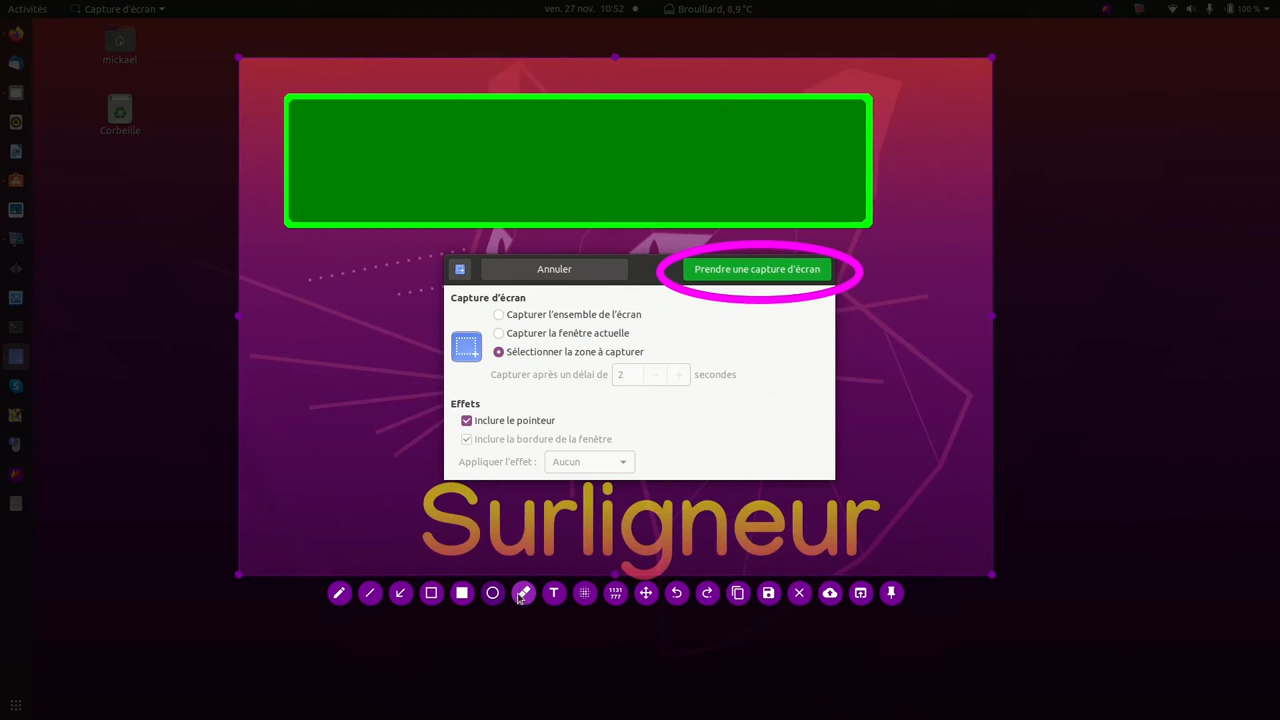 Activités
Capture d'écran
ven. 27 nov. 10:52
Brouillard, 8,9 °C
100 %
mickael
Corbeille
Annuler
Prendre une capture d'écran
Capture d'écran
Capturer l'ensemble de l'écran
Capturer la fenêtre actuelle
Sélectionner la zone à capturer
Capturer après un délai de 2 secondes
Effets
Inclure le pointeur
Inclure la bordure de la fenêtre
Appliquer l'effet : Aucun
Surligneur
T
1131
777